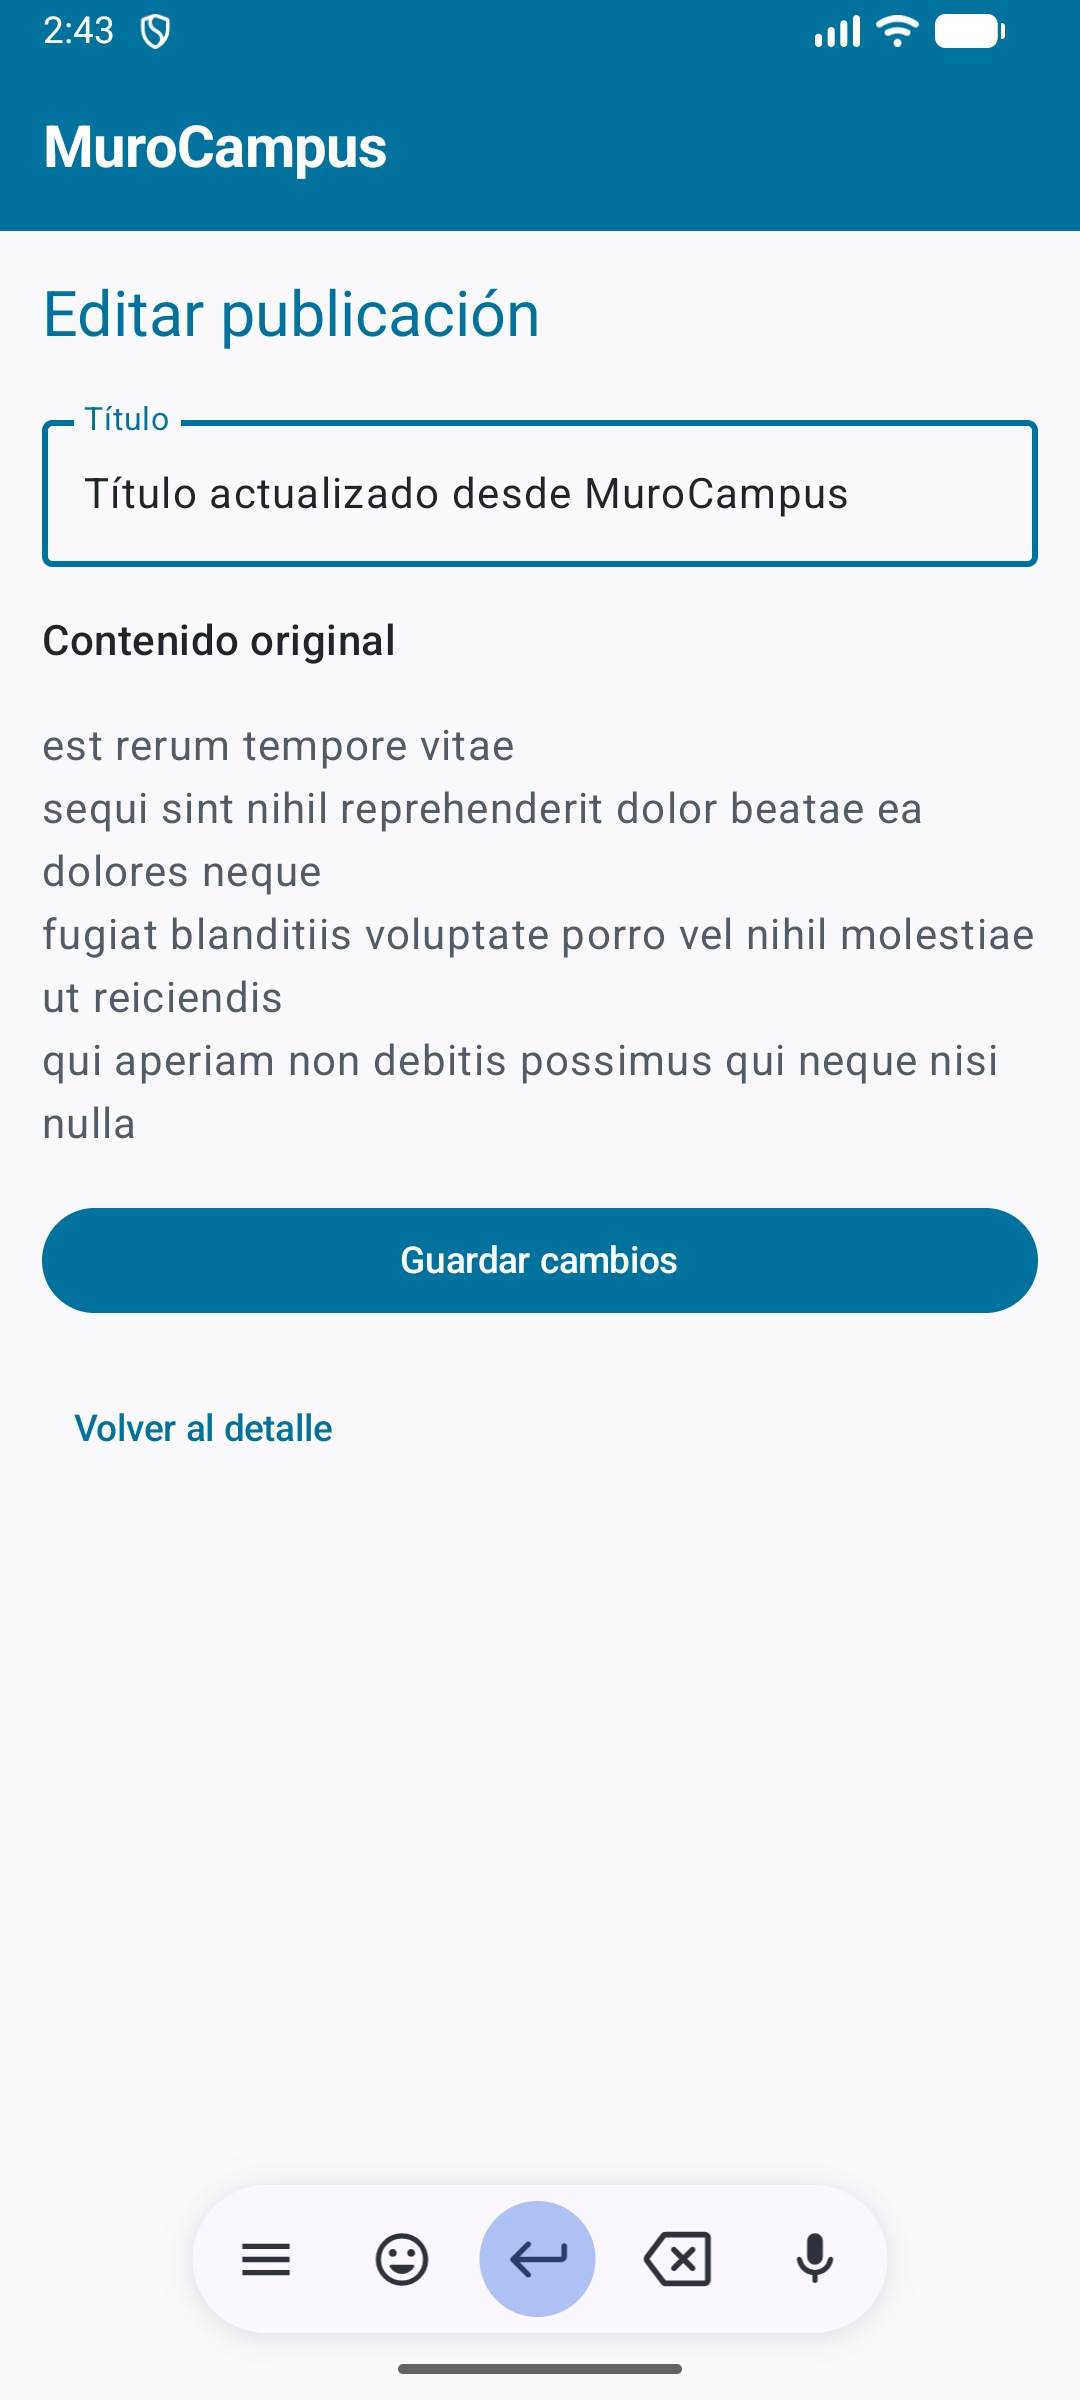 2:43
MuroCampus
Editar publicación
Título
Título actualizado desde MuroCampus
Contenido original
est rerum tempore vitae
sequi sint nihil reprehenderit dolor beatae ea
dolores neque
fugiat blanditiis voluptate porro vel nihil molestiae
ut reiciendis
qui aperiam non debitis possimus qui neque nisi
nulla
Guardar cambios
Volver al detalle